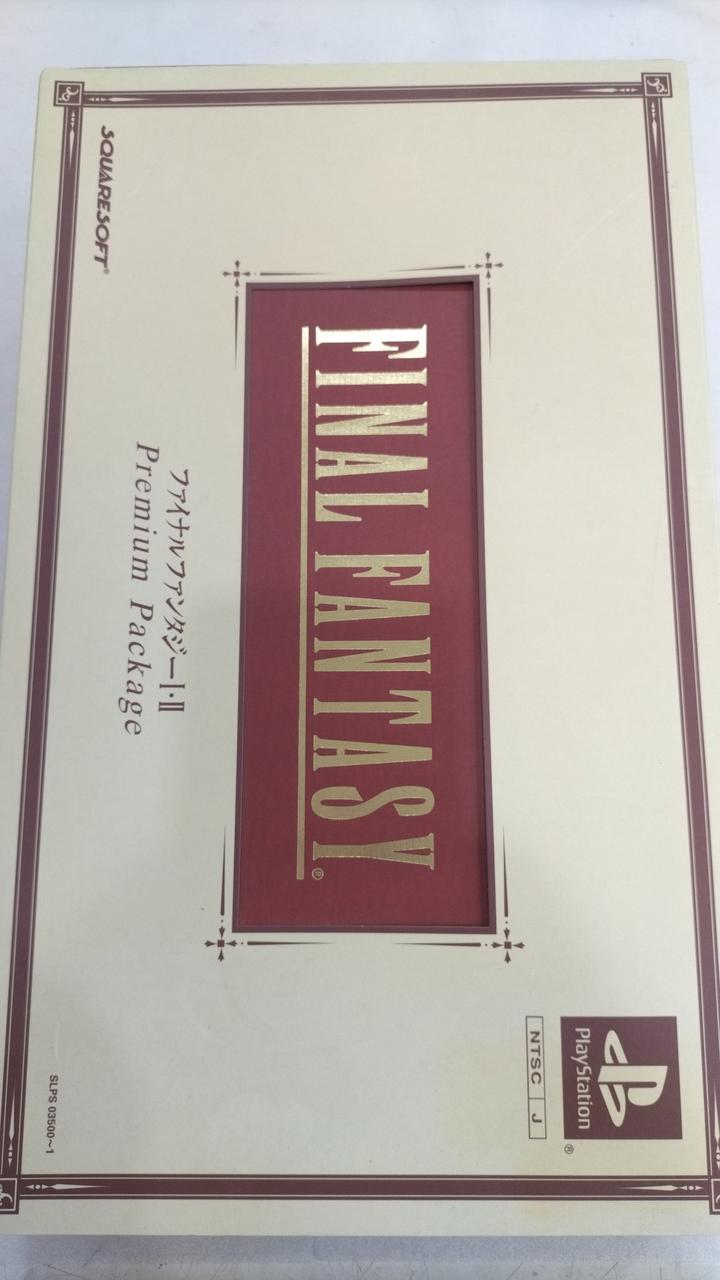 PlayStation®
NTSC J
FINAL FANTASY®
ファイナルファンタジーI・II
Premium Package
SQUARESOFT®
SLPS 03500~1